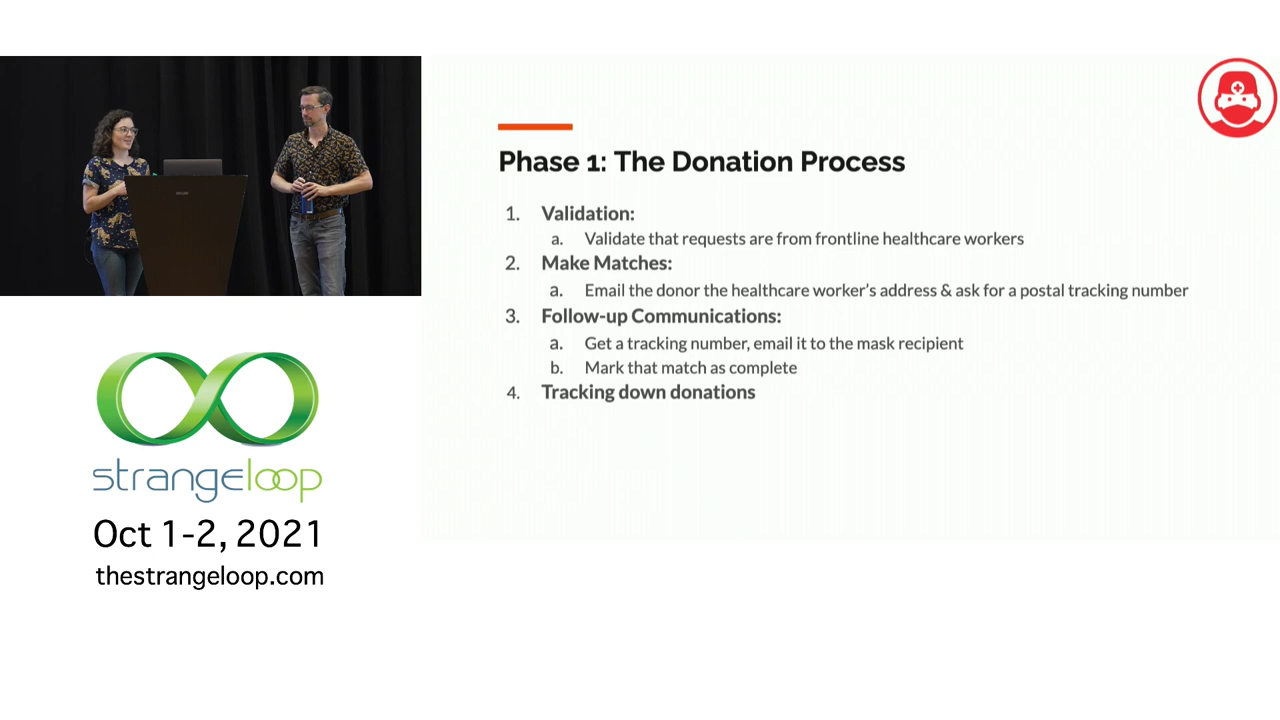 Phase 1: The Donation Process
1. Validation:
a. Validate that requests are from frontline healthcare workers
2. Make Matches:
a. Email the donor the healthcare worker's address & ask for a postal tracking number
3. Follow-up Communications:
a. Get a tracking number, email it to the mask recipient
b. Mark that match as complete
4. Tracking down donations
strangeloop
Oct 1-2, 2021
thestrangeloop.com